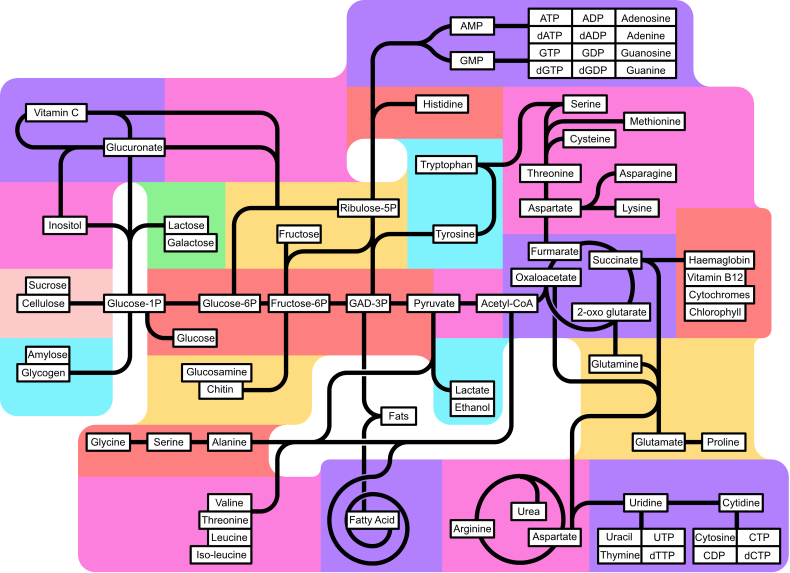 AMP
ATP ADP Adenosine
dATP dADP Adenine
GMP
GTP GDP Guanosine
dGTP dGDP Guanine
Vitamin C
Histidine
Serine
Methionine
Cysteine
Glucuronate
Tryptophan
Threonine
Asparagine
Ribulose-5P
Aspartate
Lysine
Inositol
Lactose
Galactose
Fructose
Tyrosine
Furmarate
Succinate
Haemaglobin
Oxaloacetate
Vitamin B12
Sucrose
Cellulose
Glucose-1P
Glucose-6P
Fructose-6P
GAD-3P
Pyruvate
Acetyl-CoA
Cytochromes
2-oxo glutarate
Chlorophyll
Glucose
Amylose
Glycogen
Glucosamine
Chitin
Glutamine
Lactate
Ethanol
Fats
Glycine
Serine
Alanine
Glutamate
Proline
Valine
Threonine
Leucine
Iso-leucine
Fatty Acid
Urea
Arginine
Aspartate
Uridine
Cytidine
Uracil UTP
Thymine dTTP
Cytosine CTP
CDP dCTP